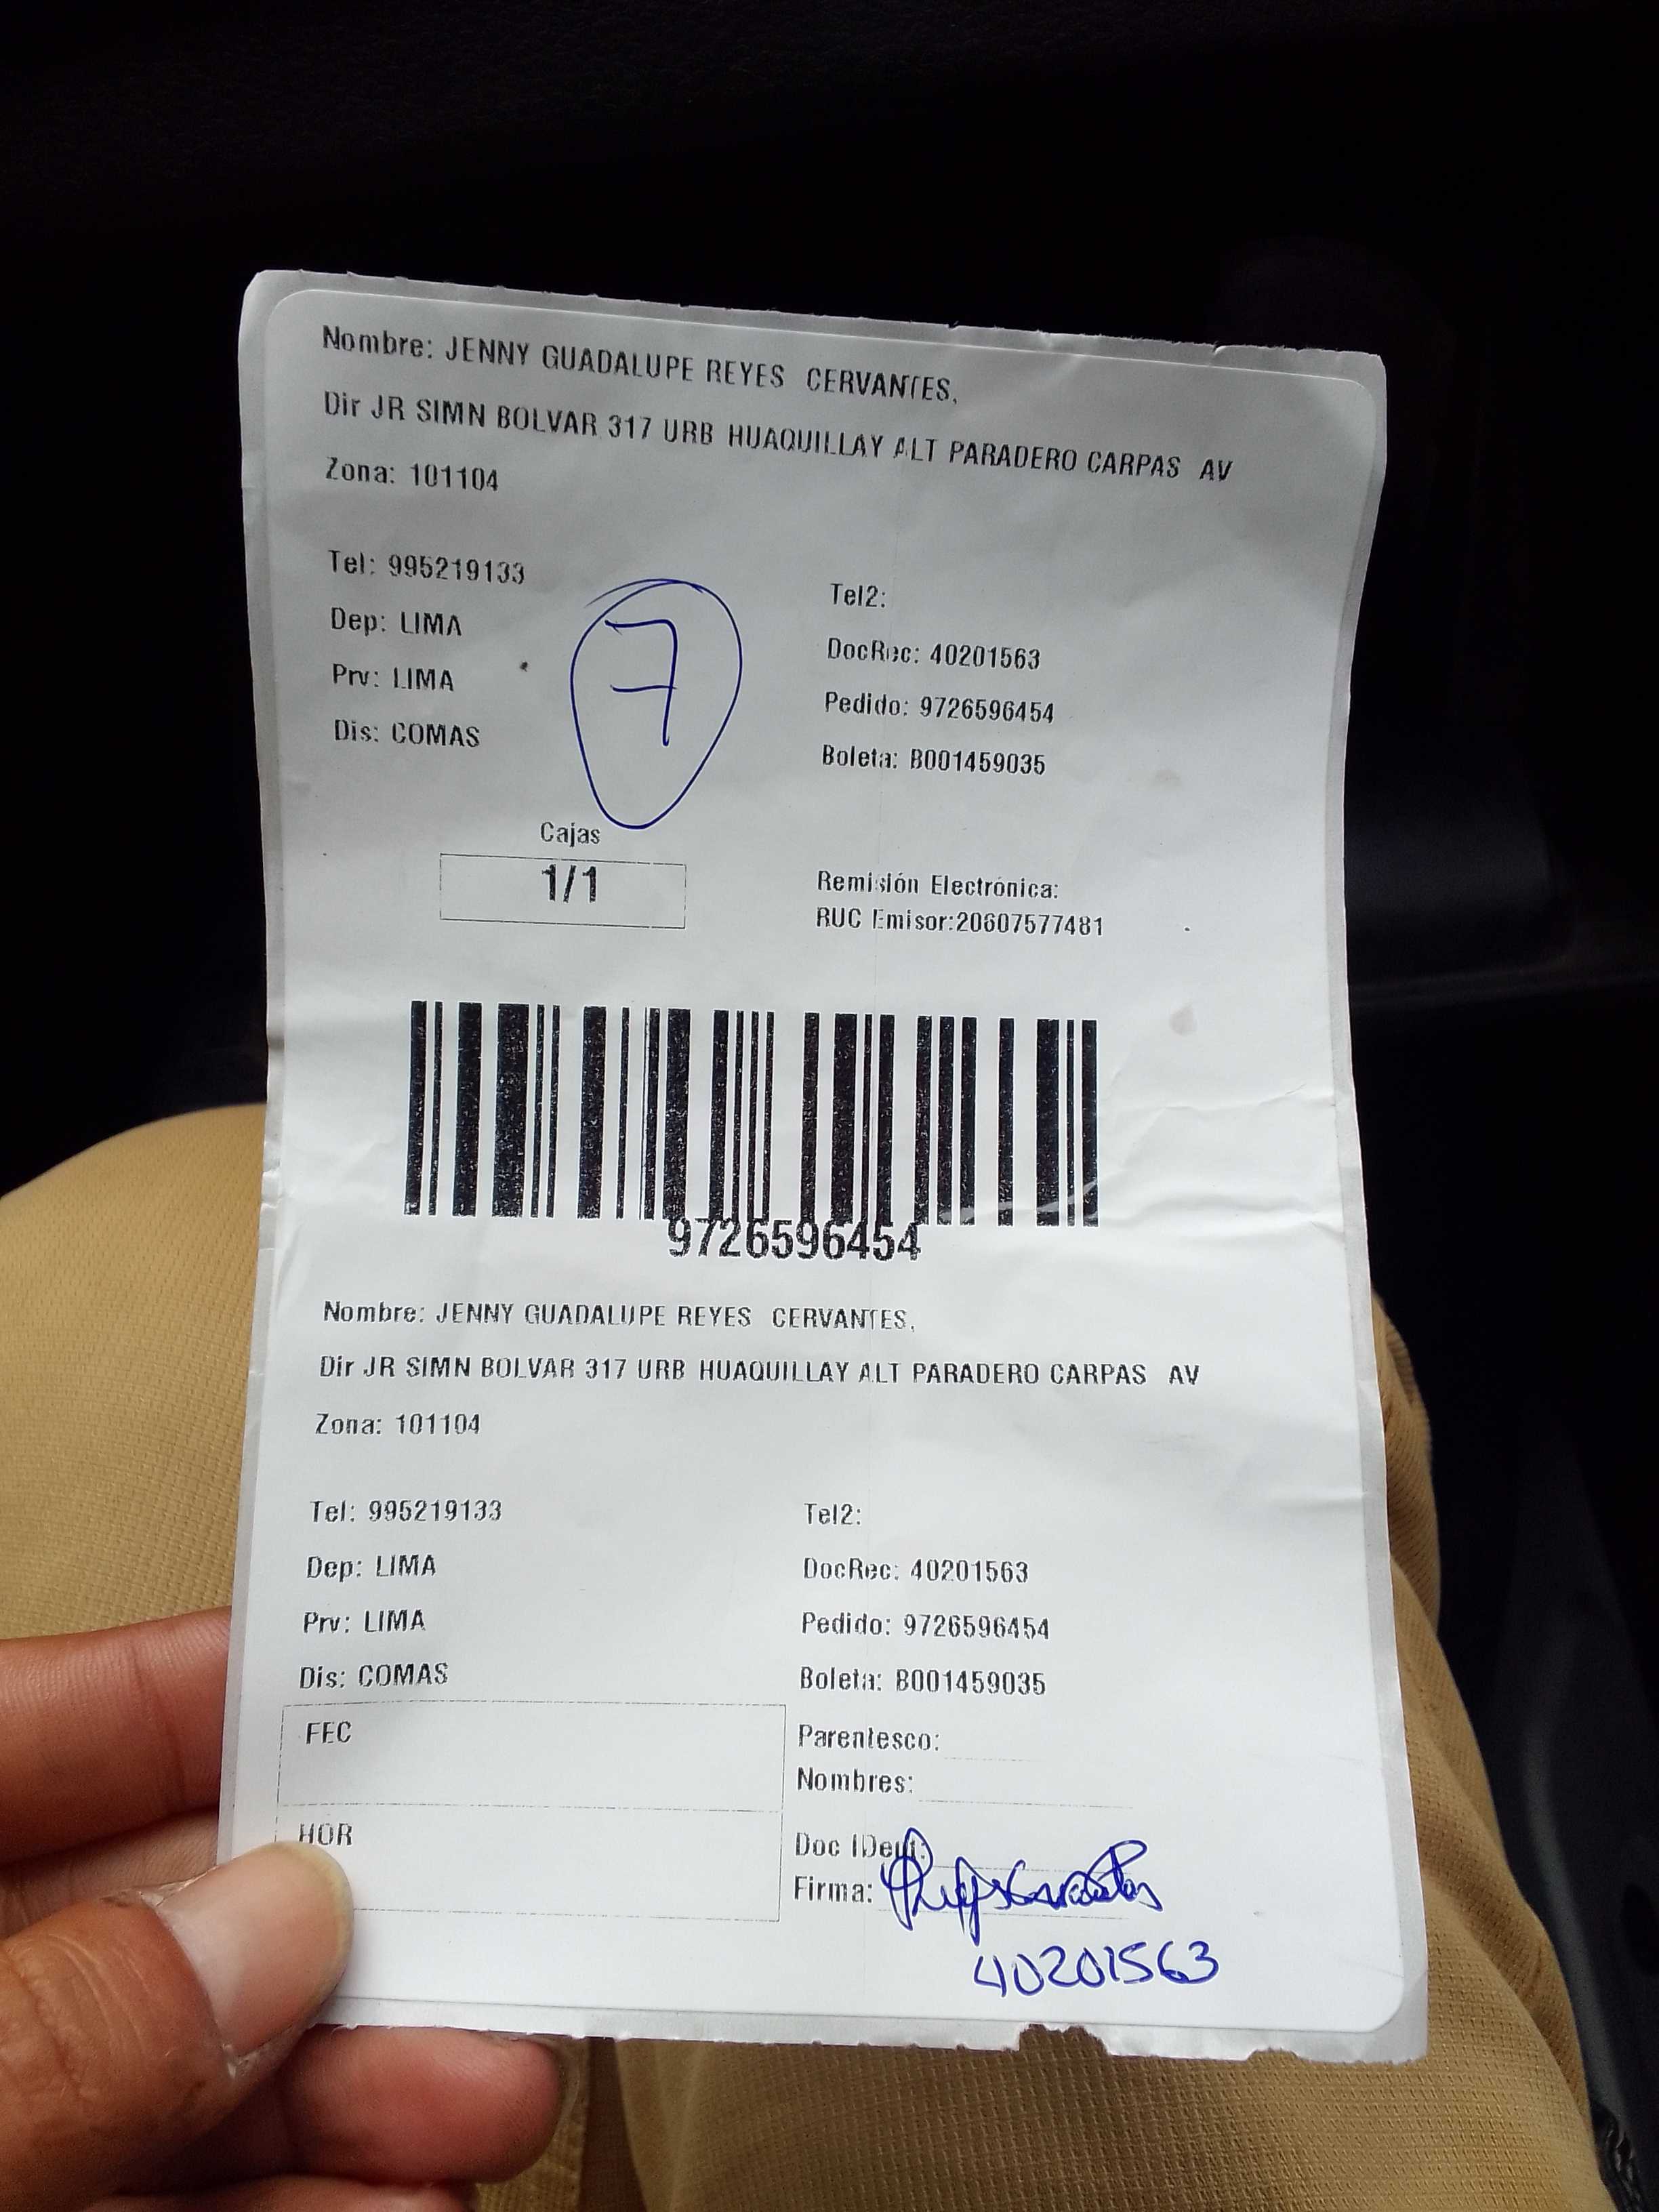 Nombre: JENNY GUADALUPE REYES CERVANTES,
Dir JR SIMN BOLVAR 317 URB HUAQUILLAY ALT PARADERO CARPAS AV
Zona: 101104
Tel: 995219133
Tel2:
Dep: LIMA
DocRec: 40201563
Prv: LIMA
Pedido: 9726596454
Dis: COMAS
Boleta: B001459035
7
Cajas
1/1
Remisión Electrónica:
RUC Emisor:20607577481
9726596454
Nombre: JENNY GUADALUPE REYES CERVANTES,
Dir JR SIMN BOLVAR 317 URB HUAQUILLAY ALT PARADERO CARPAS AV
Zona: 101104
Tel: 995219133
Tel2:
Dep: LIMA
DocRec: 40201563
Prv: LIMA
Pedido: 9726596454
Dis: COMAS
Boleta: B001459035
FEC
Parentesco:
Nombres:
HOR
Doc IDent:
Firma:
40201563